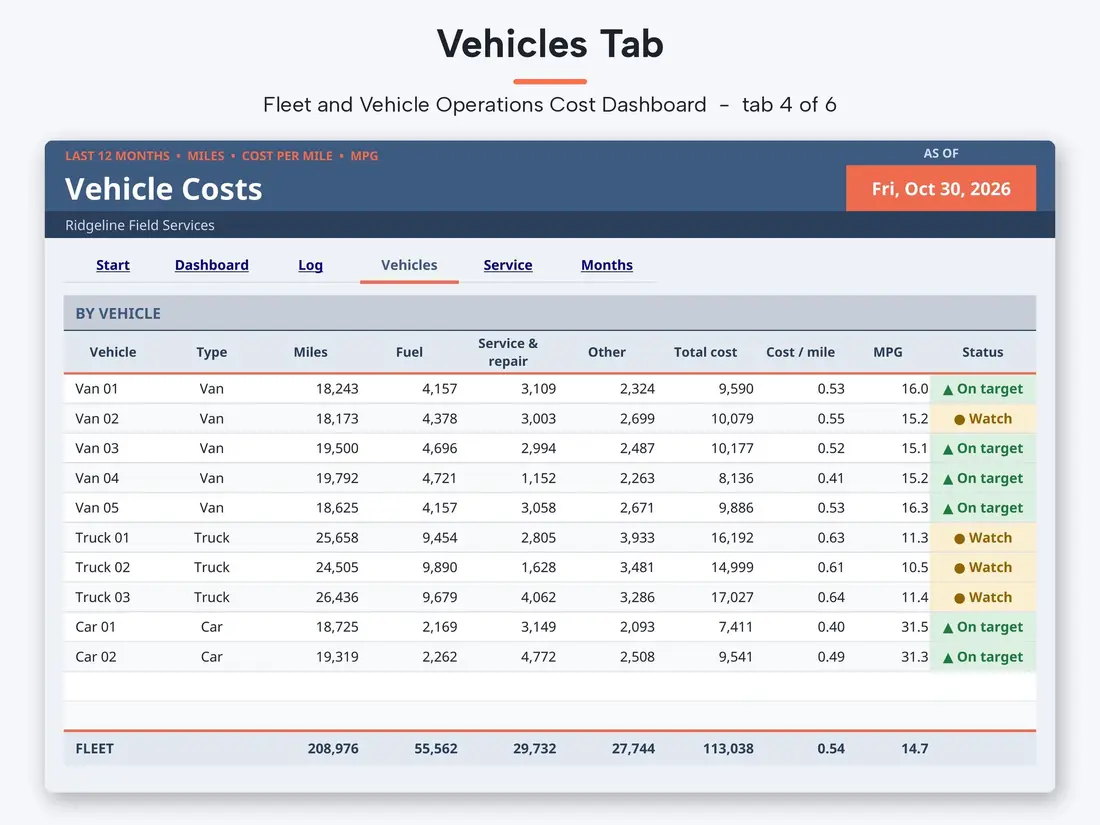 Vehicles Tab
Fleet and Vehicle Operations Cost Dashboard – tab 4 of 6
LAST 12 MONTHS • MILES • COST PER MILE • MPG
AS OF
Vehicle Costs
Fri, Oct 30, 2026
Ridgeline Field Services
Start Dashboard Log Vehicles Service Months
BY VEHICLE
Vehicle Type Miles Fuel Service & repair Other Total cost Cost / mile MPG Status
Van 01 Van 18,243 4,157 3,109 2,324 9,590 0.53 16.0 ▲ On target
Van 02 Van 18,173 4,378 3,003 2,699 10,079 0.55 15.2 ● Watch
Van 03 Van 19,500 4,696 2,994 2,487 10,177 0.52 15.1 ▲ On target
Van 04 Van 19,792 4,721 1,152 2,263 8,136 0.41 15.2 ▲ On target
Van 05 Van 18,625 4,157 3,058 2,671 9,886 0.53 16.3 ▲ On target
Truck 01 Truck 25,658 9,454 2,805 3,933 16,192 0.63 11.3 ● Watch
Truck 02 Truck 24,505 9,890 1,628 3,481 14,999 0.61 10.5 ● Watch
Truck 03 Truck 26,436 9,679 4,062 3,286 17,027 0.64 11.4 ● Watch
Car 01 Car 18,725 2,169 3,149 2,093 7,411 0.40 31.5 ▲ On target
Car 02 Car 19,319 2,262 4,772 2,508 9,541 0.49 31.3 ▲ On target
FLEET 208,976 55,562 29,732 27,744 113,038 0.54 14.7